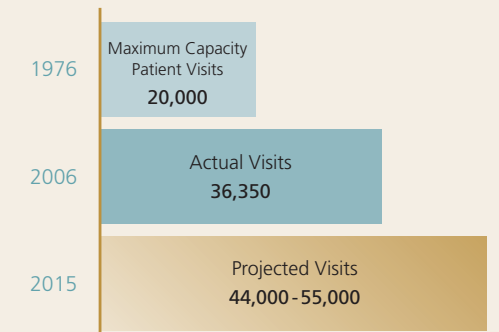 1976
Maximum Capacity
Patient Visits
20,000
2006
Actual Visits
36,350
2015
Projected Visits
44,000-55,000